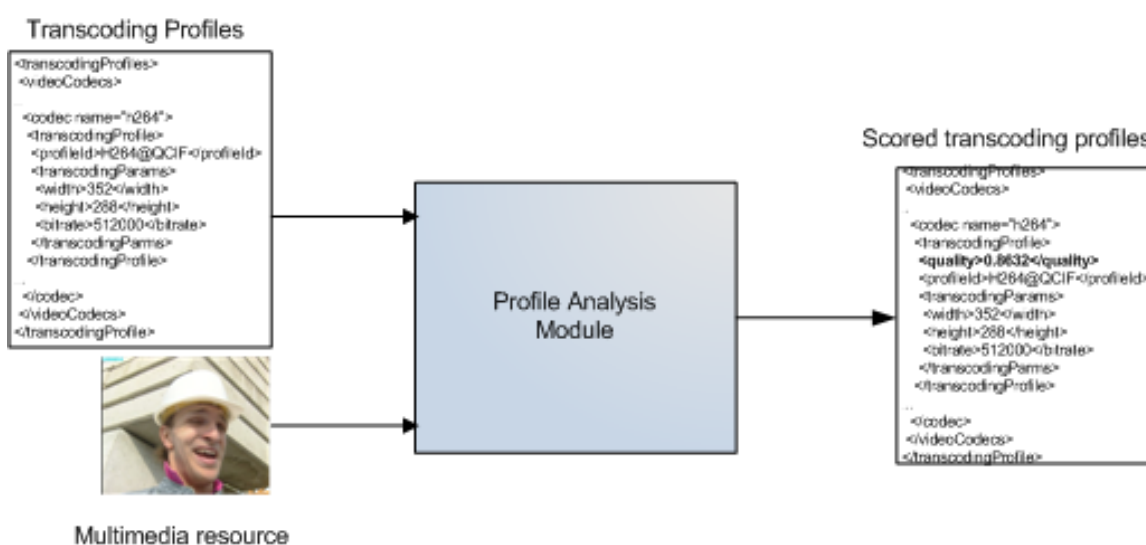 Transcoding Profiles
<transcodingProfiles>
<videoCodecs>
...
<codec name="h264">
<transcodingProfile>
<profileId>H264@QCIF</profileId>
<transcodingParams>
<width>352</width>
<height>288</height>
<bitrate>512000</bitrate>
</transcodingParms>
</transcodingProfile>
...
</codec>
</videoCodecs>
</transcodingProfile>
Multimedia resource
Profile Analysis
Module
Scored transcoding profiles
<transcodingProfiles>
<videoCodecs>
..
<codec name="h264">
<transcodingProfile>
<quality>0.8632</quality>
<profileId>H264@QCIF</profileId>
<transcodingParams>
<width>352</width>
<height>288</height>
<bitrate>512000</bitrate>
</transcodingParms>
</transcodingProfile>
..
</codec>
</videoCodecs>
</transcodingProfile>